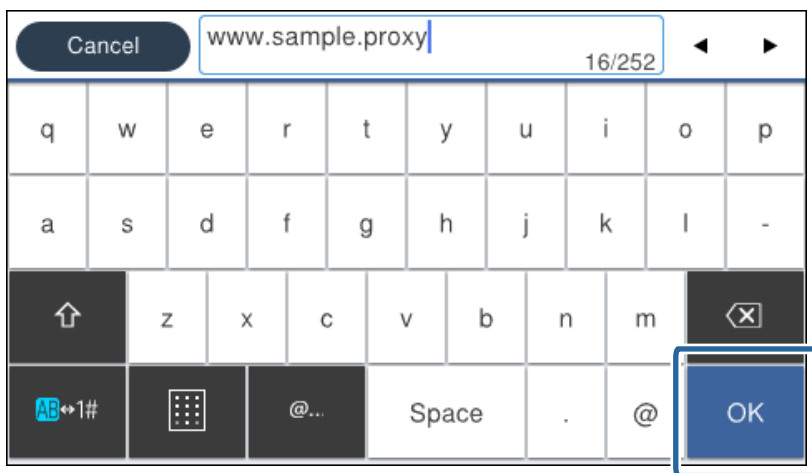 Cancel
www.sample.proxy
16/252
q w e r t y u i o p
a s d f g h j k l -
z x c v b n m
AB↔1# @... Space . @ OK